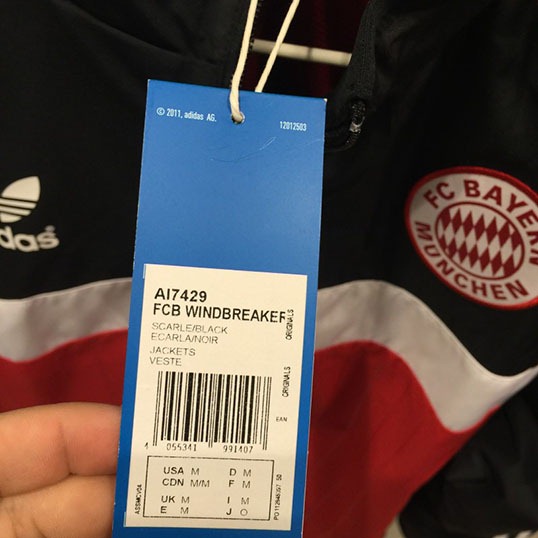 © 2011, adidas AG.
12012503
das
FC BAYERN
MÜNCHEN
AI7429
FCB WINDBREAKER
SCARLE/BLACK
ECARLA/NOIR
JACKETS
VESTE
ORIGINALS
ORIGINALS
EAN
4 055341 991407
USA M D M
CDN M/M F M
UK M I M
E M J O